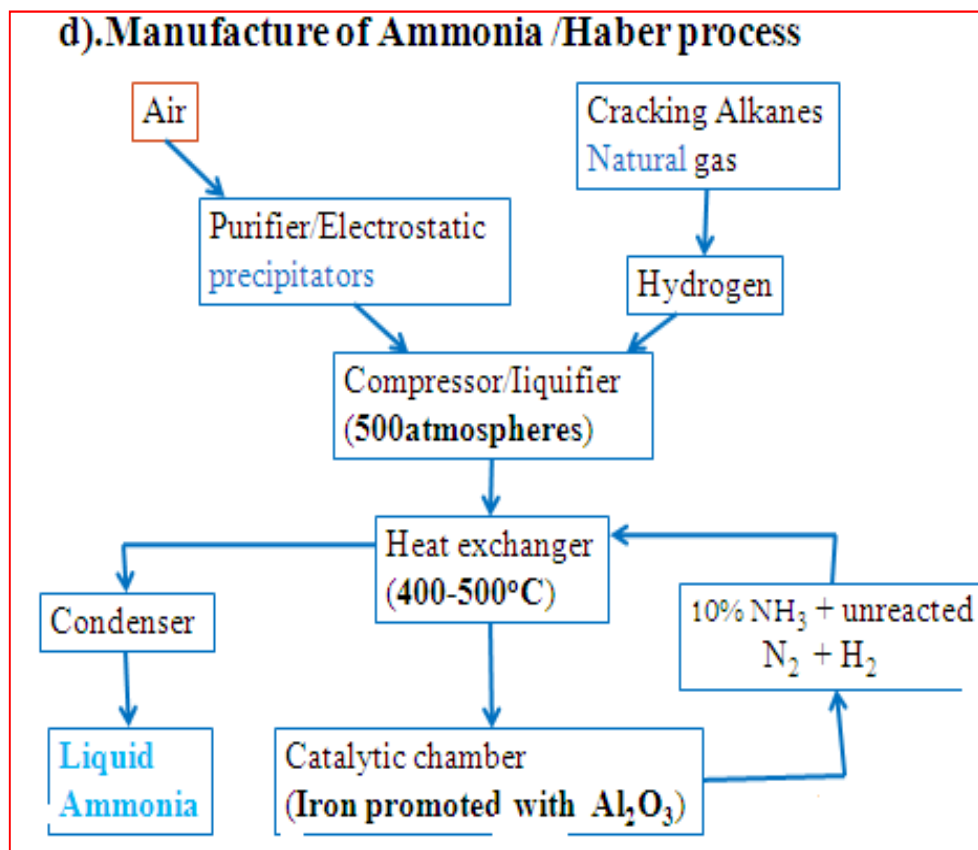 d).Manufacture of Ammonia /Haber process
Air
Cracking Alkanes
Natural gas
Purifier/Electrostatic
precipitators
Hydrogen
Compressor/Iiquifier
(500atmospheres)
Heat exchanger
(400-500°C)
Condenser
10% NH₃ + unreacted
N₂ + H₂
Liquid
Ammonia
Catalytic chamber
(Iron promoted with Al₂O₃)